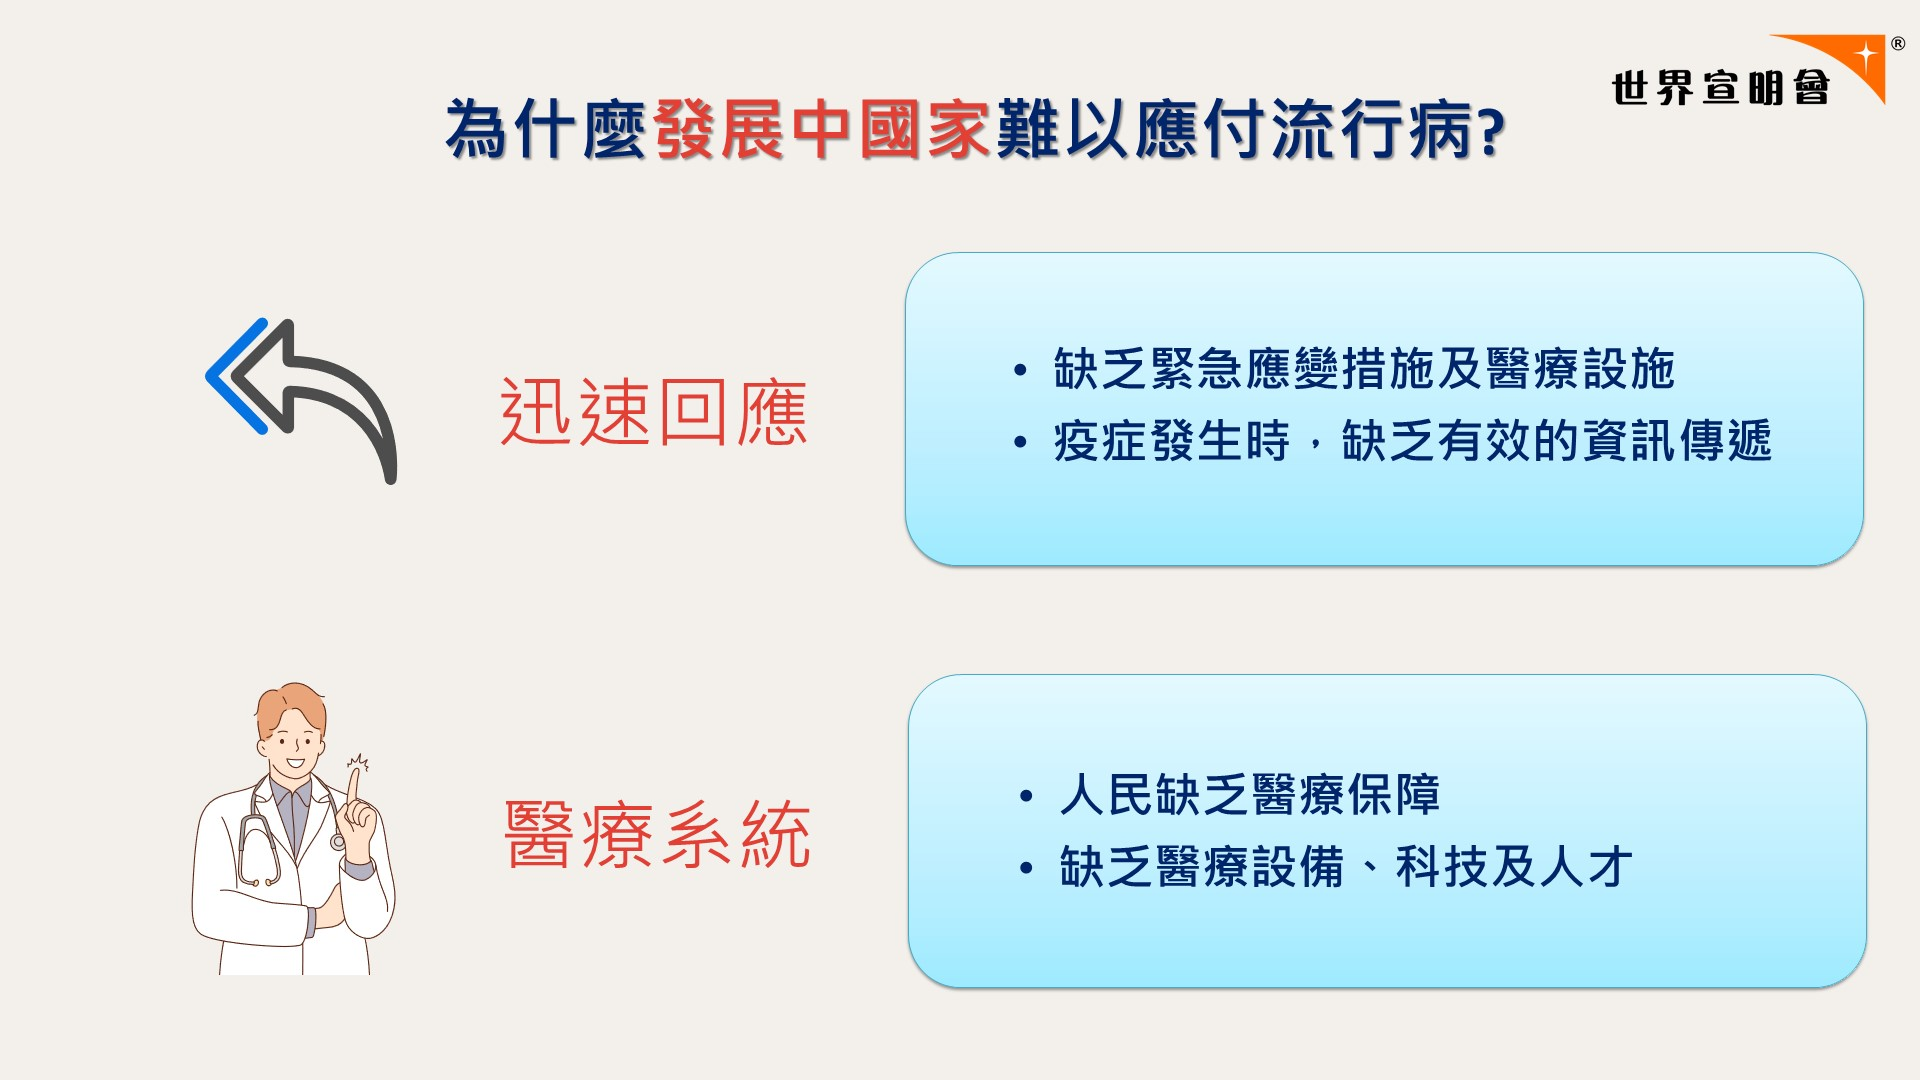 世界宣明會®
為什麼發展中國家難以應付流行病?
迅速回應
• 缺乏緊急應變措施及醫療設施
• 疫症發生時，缺乏有效的資訊傳遞
醫療系統
• 人民缺乏醫療保障
• 缺乏醫療設備、科技及人才